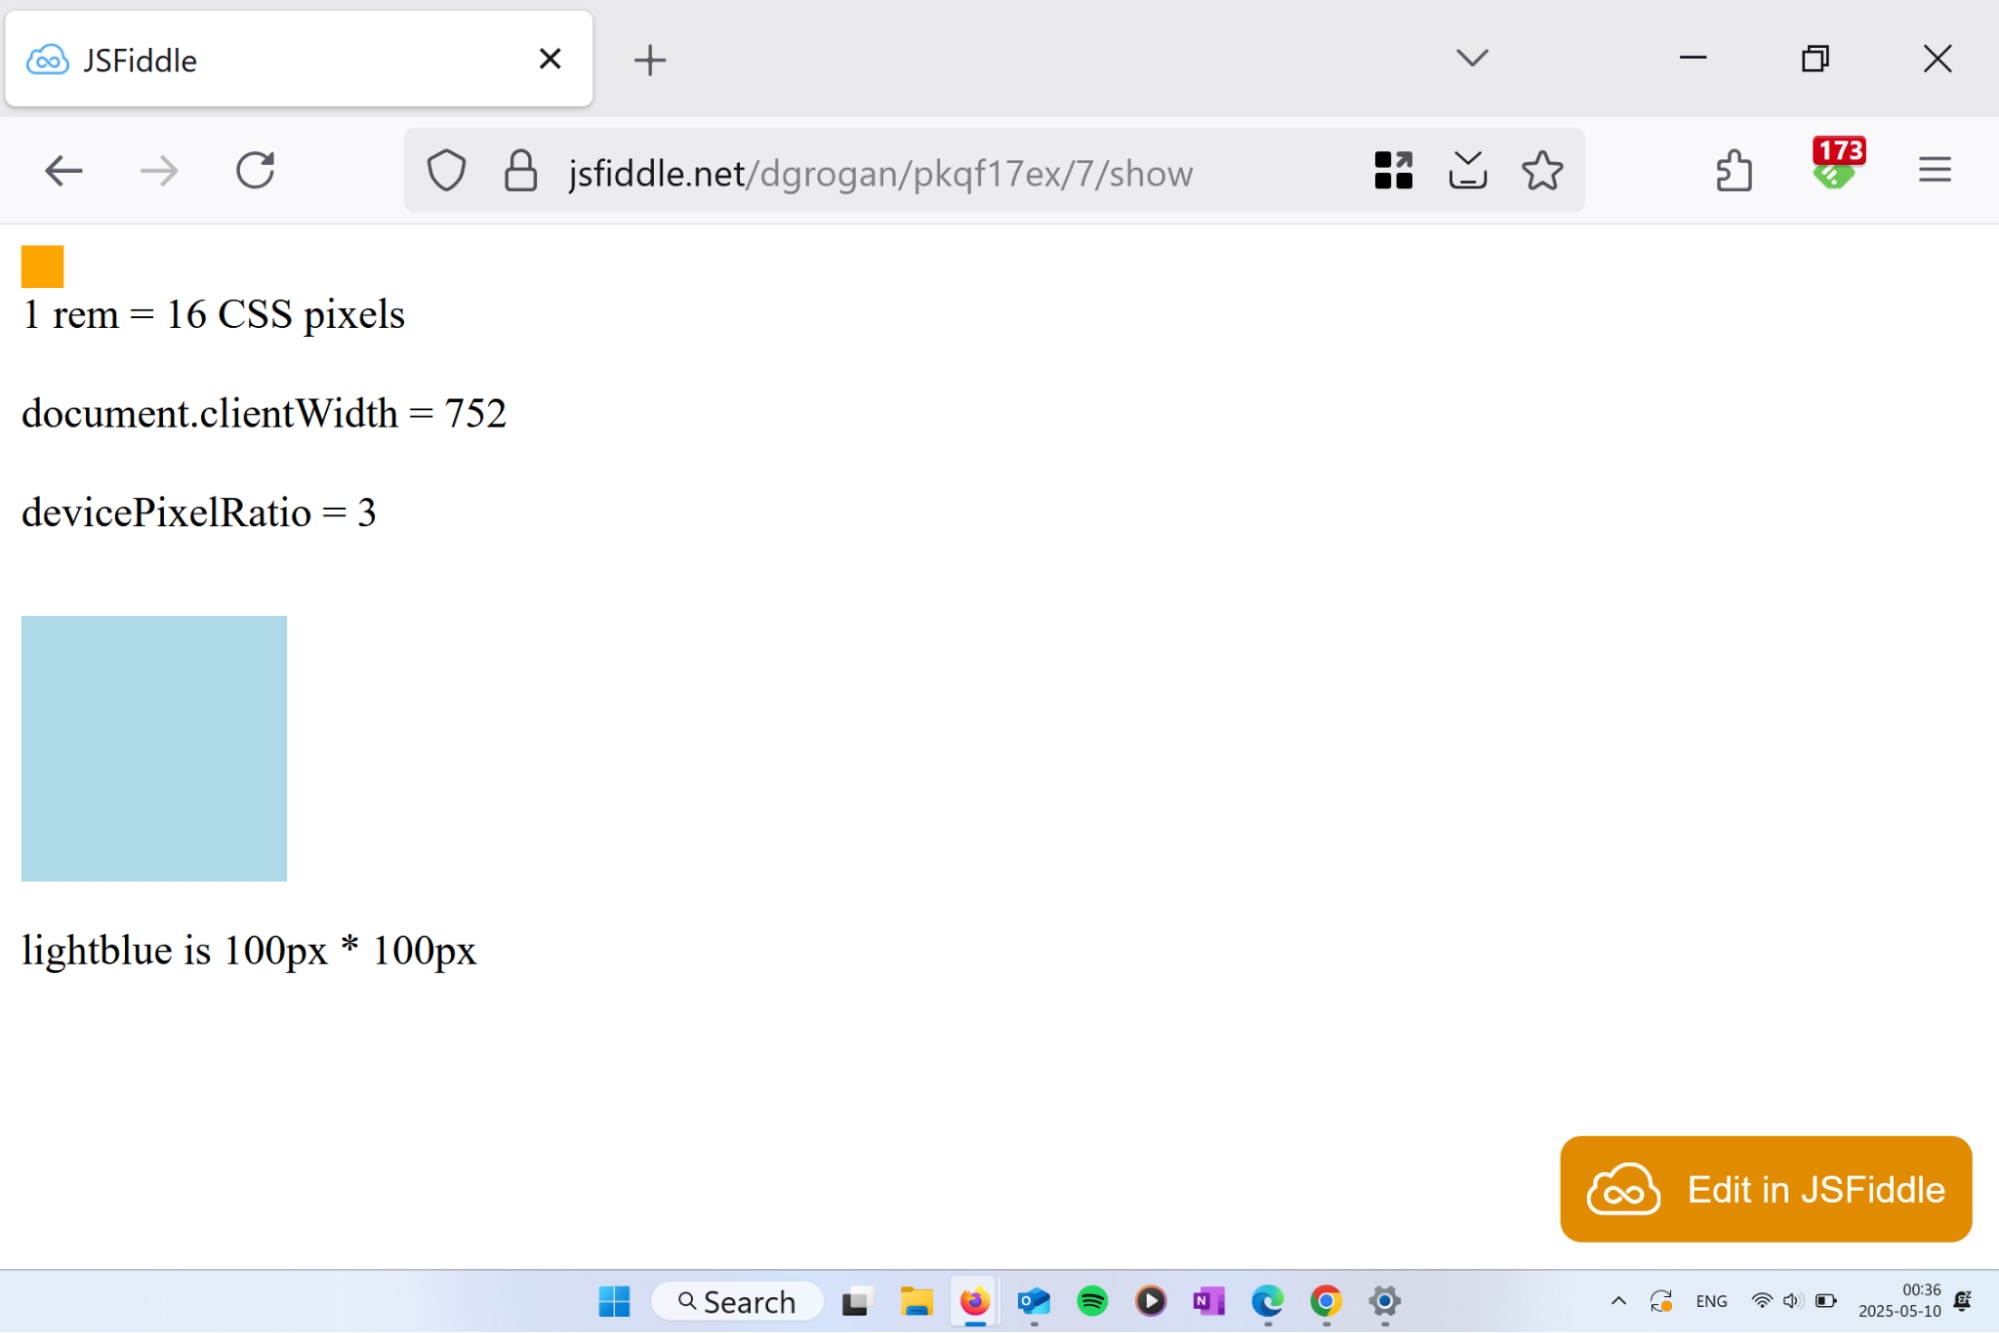 JSFiddle
jsfiddle.net/dgrogan/pkqf17ex/7/show
173
1 rem = 16 CSS pixels
document.clientWidth = 752
devicePixelRatio = 3
lightblue is 100px * 100px
Edit in JSFiddle
Search
ENG
00:36
2025-05-10